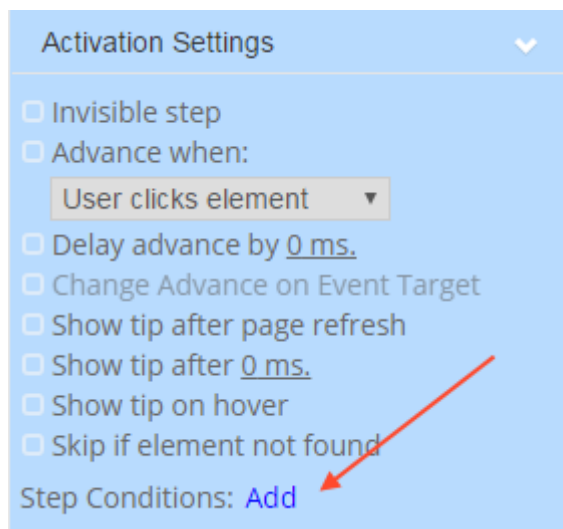 Activation Settings
Invisible step
Advance when:
User clicks element
Delay advance by 0 ms.
Change Advance on Event Target
Show tip after page refresh
Show tip after 0 ms.
Show tip on hover
Skip if element not found
Step Conditions: Add